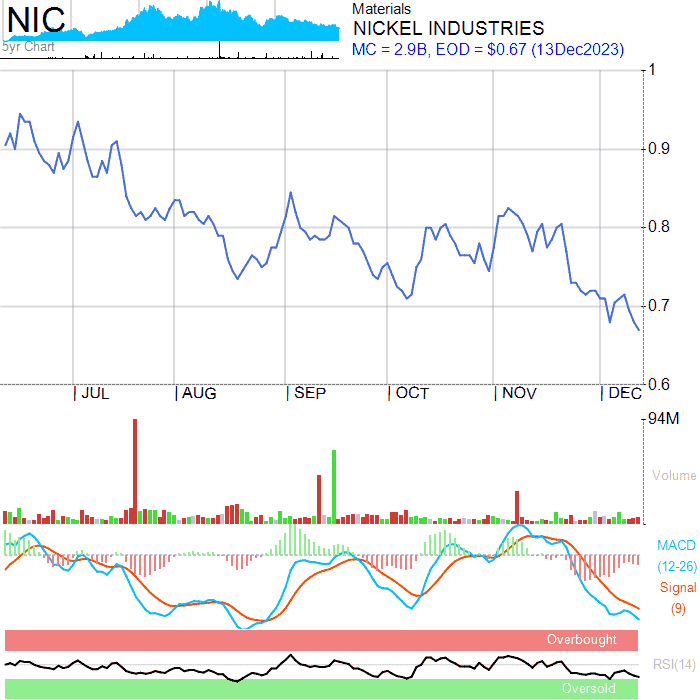 NIC
5yr Chart
Materials
NICKEL INDUSTRIES
MC = 2.9B, EOD = $0.67 (13Dec2023)
1
0.9
0.8
0.7
0.6
| JUL | AUG | SEP | OCT | NOV | DEC
94M
Volume
MACD
(12-26)
Signal
(9)
Overbought
RSI(14)
Oversold